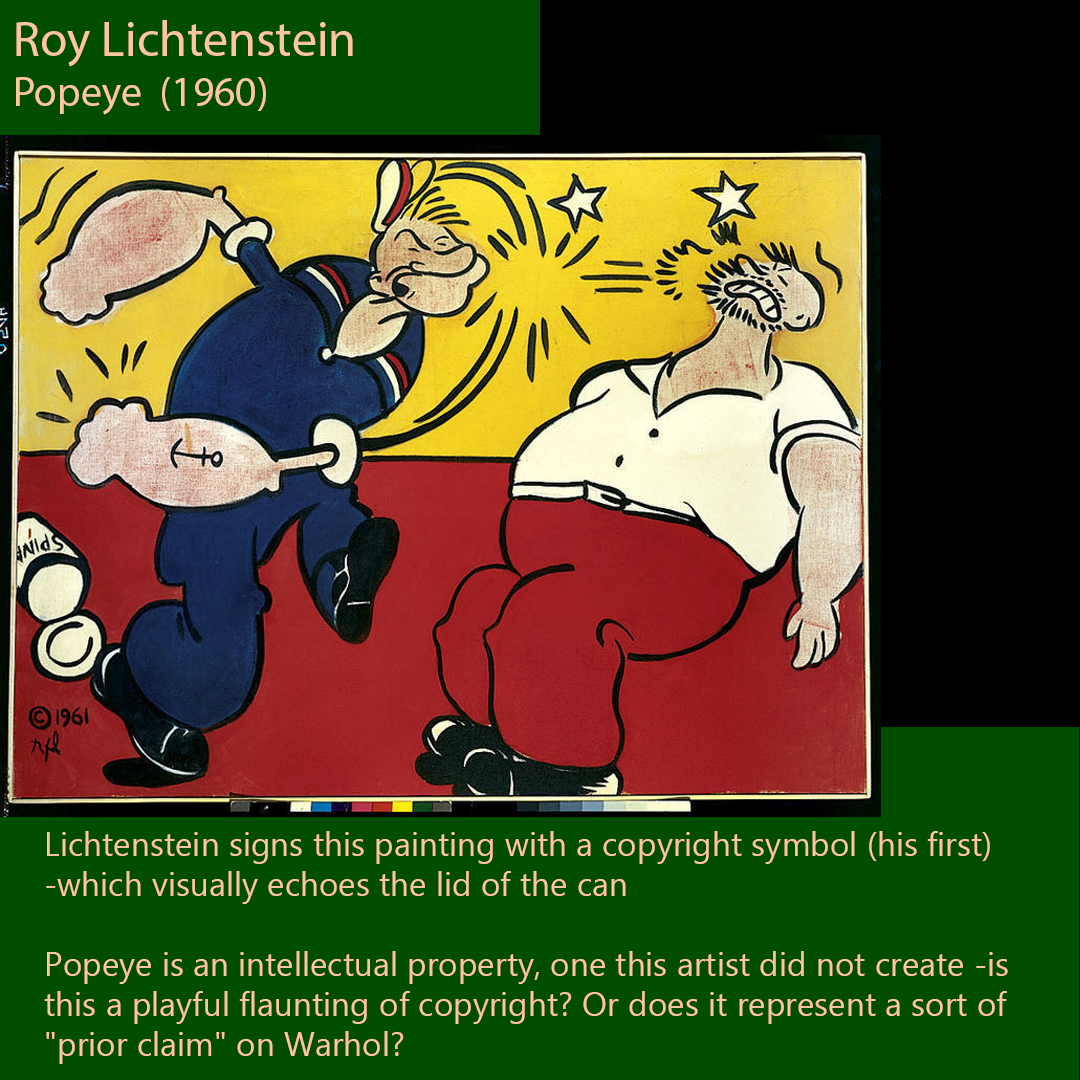 Roy Lichtenstein
Popeye (1960)
SPINA
© 1961
rfl
Lichtenstein signs this painting with a copyright symbol (his first)
-which visually echoes the lid of the can
Popeye is an intellectual property, one this artist did not create -is
this a playful flaunting of copyright? Or does it represent a sort of
"prior claim" on Warhol?